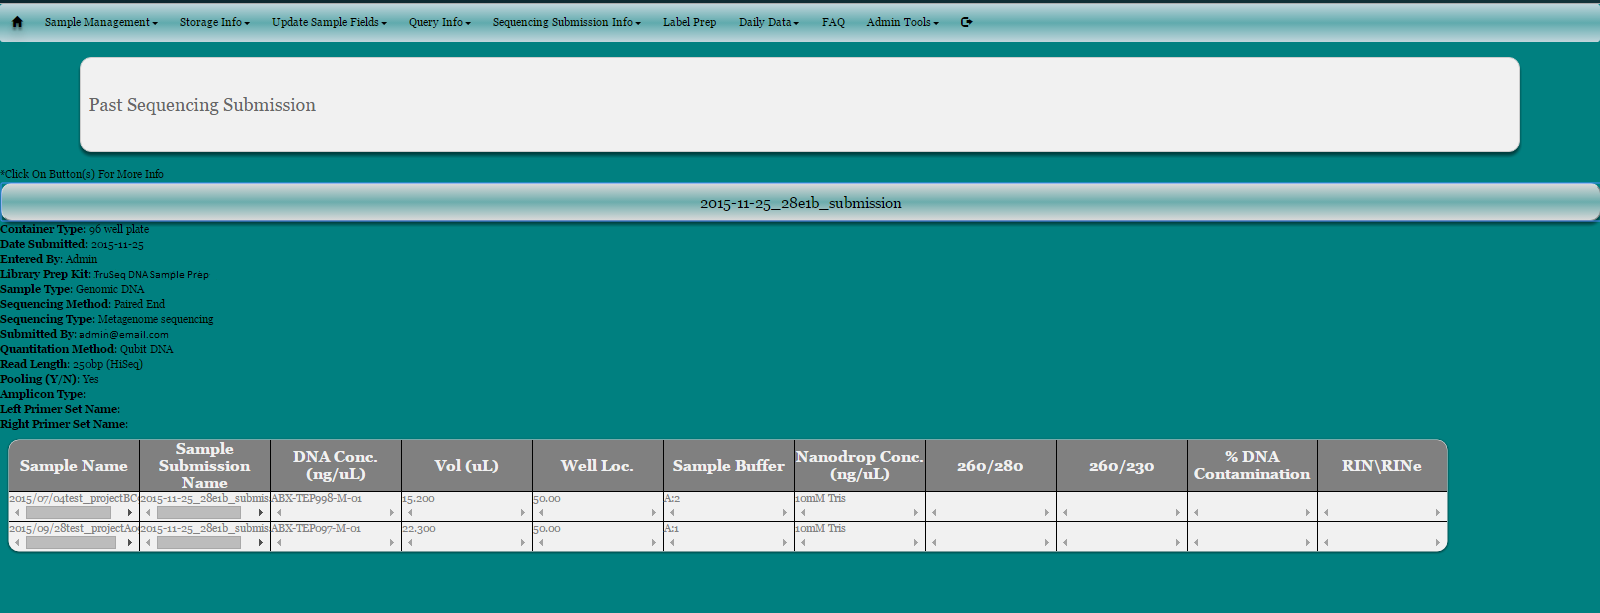 Sample Management Storage Info Update Sample Fields Query Info Sequencing Submission Info Label Prep Daily Data FAQ Admin Tools
Past Sequencing Submission
*Click On Button(s) For More Info
2015-11-25_28e1b_submission
Container Type: 96 well plate
Date Submitted: 2015-11-25
Entered By: Admin
Library Prep Kit: TruSeq DNA Sample Prep
Sample Type: Genomic DNA
Sequencing Method: Paired End
Sequencing Type: Metagenome sequencing
Submitted By: admin@email.com
Quantitation Method: Qubit DNA
Read Length: 250bp (HiSeq)
Pooling (Y/N): Yes
Amplicon Type:
Left Primer Set Name:
Right Primer Set Name:
Sample Name Sample Submission Name DNA Conc. (ng/uL) Vol (uL) Well Loc. Sample Buffer Nanodrop Conc. (ng/uL) 260/280 260/230 % DNA Contamination RIN\RINe
2015/07/04test_projectBC 2015-11-25_28e1b_submis ABX-TEP998-M-01 15.200 50.00 A:2 10mM Tris
2015/09/28test_projectA0 2015-11-25_28e1b_submis ABX-TEP097-M-01 22.300 50.00 A:1 10mM Tris